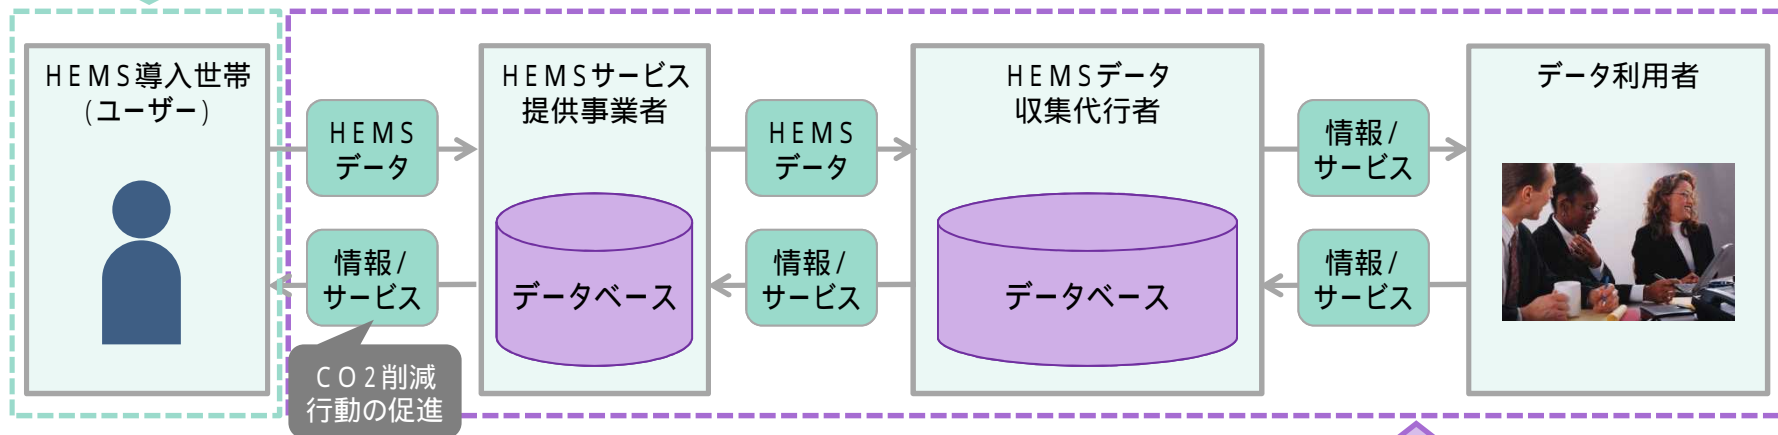 HEMS導入世帯
(ユーザー)
HEMS
データ
情報/
サービス
CO2削減
行動の促進
HEMSサービス
提供事業者
データベース
HEMS
データ
情報/
サービス
HEMSデータ
収集代行者
データベース
情報/
サービス
情報/
サービス
データ利用者